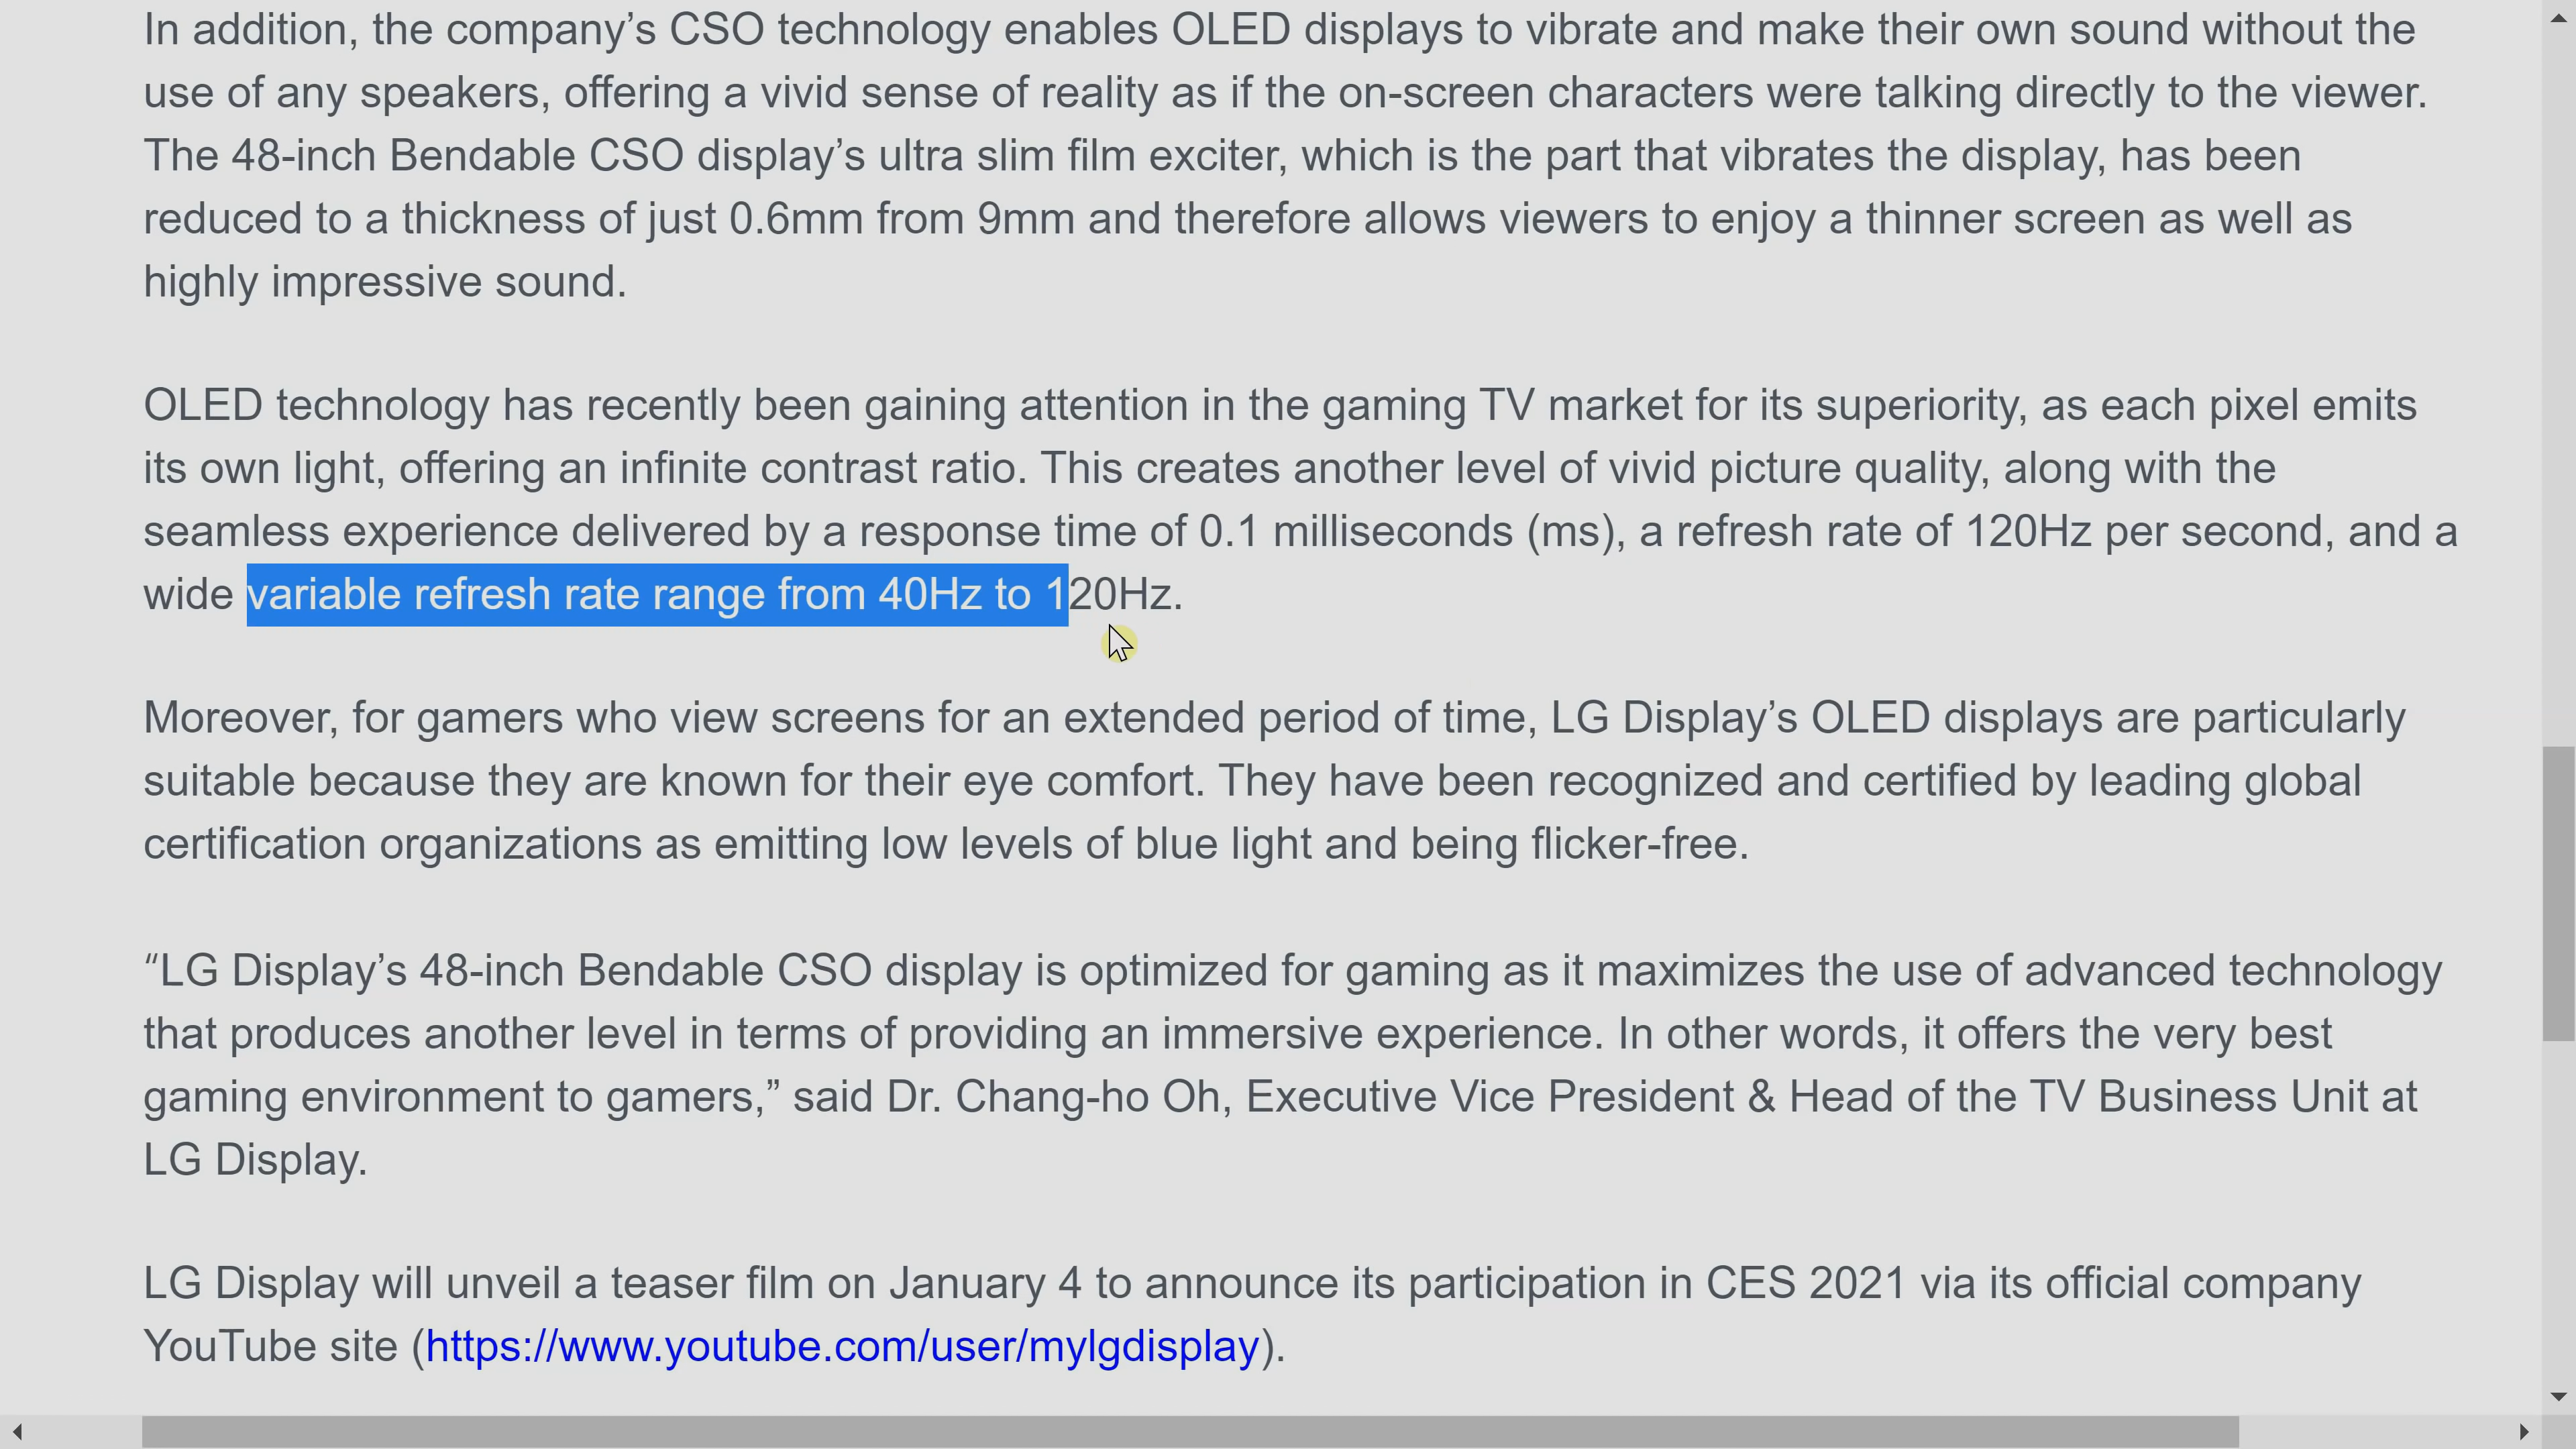 In addition, the company’s CSO technology enables OLED displays to vibrate and make their own sound without the
use of any speakers, offering a vivid sense of reality as if the on-screen characters were talking directly to the viewer.
The 48-inch Bendable CSO display’s ultra slim film exciter, which is the part that vibrates the display, has been
reduced to a thickness of just 0.6mm from 9mm and therefore allows viewers to enjoy a thinner screen as well as
highly impressive sound.
OLED technology has recently been gaining attention in the gaming TV market for its superiority, as each pixel emits
its own light, offering an infinite contrast ratio. This creates another level of vivid picture quality, along with the
seamless experience delivered by a response time of 0.1 milliseconds (ms), a refresh rate of 120Hz per second, and a
wide variable refresh rate range from 40Hz to 120Hz.
Moreover, for gamers who view screens for an extended period of time, LG Display’s OLED displays are particularly
suitable because they are known for their eye comfort. They have been recognized and certified by leading global
certification organizations as emitting low levels of blue light and being flicker-free.
“LG Display’s 48-inch Bendable CSO display is optimized for gaming as it maximizes the use of advanced technology
that produces another level in terms of providing an immersive experience. In other words, it offers the very best
gaming environment to gamers,” said Dr. Chang-ho Oh, Executive Vice President & Head of the TV Business Unit at
LG Display.
LG Display will unveil a teaser film on January 4 to announce its participation in CES 2021 via its official company
YouTube site (https://www.youtube.com/user/mylgdisplay).